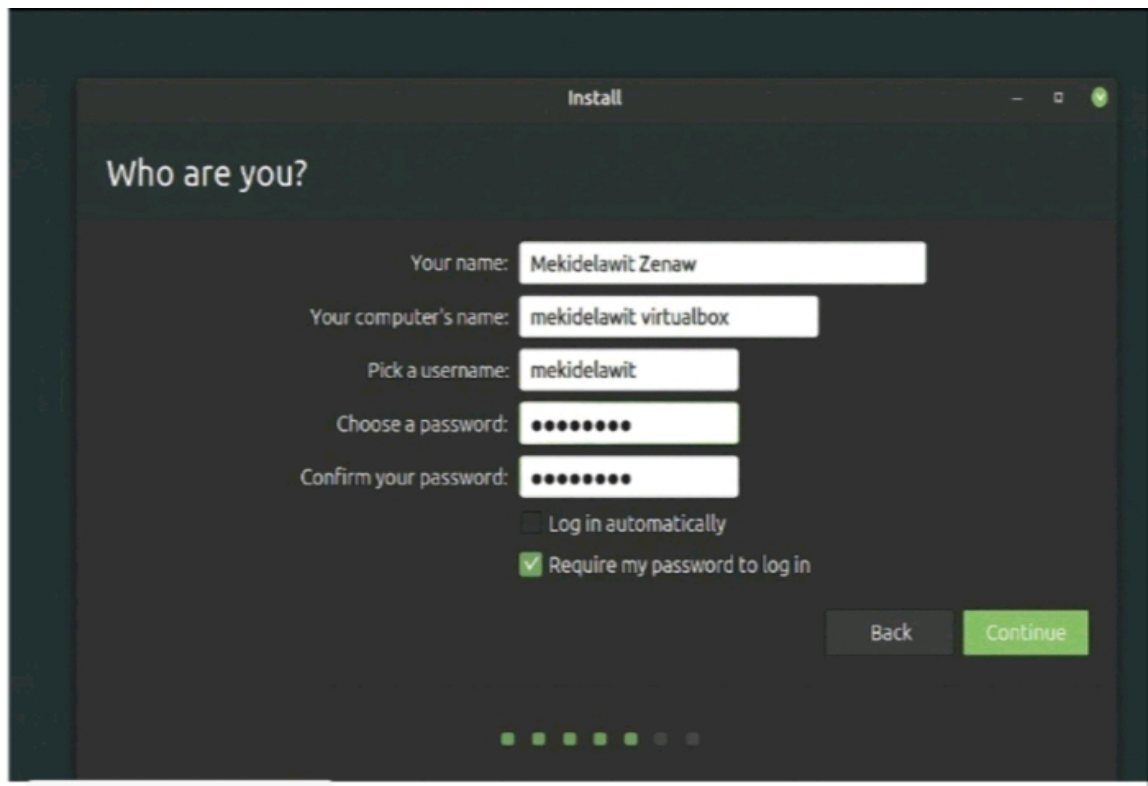 Install
Who are you?
Your name: Mekidelawit Zenaw
Your computer's name: mekidelawit virtualbox
Pick a username: mekidelawit
Choose a password: ●●●●●●●●
Confirm your password: ●●●●●●●●
Log in automatically
Require my password to log in
Back Continue